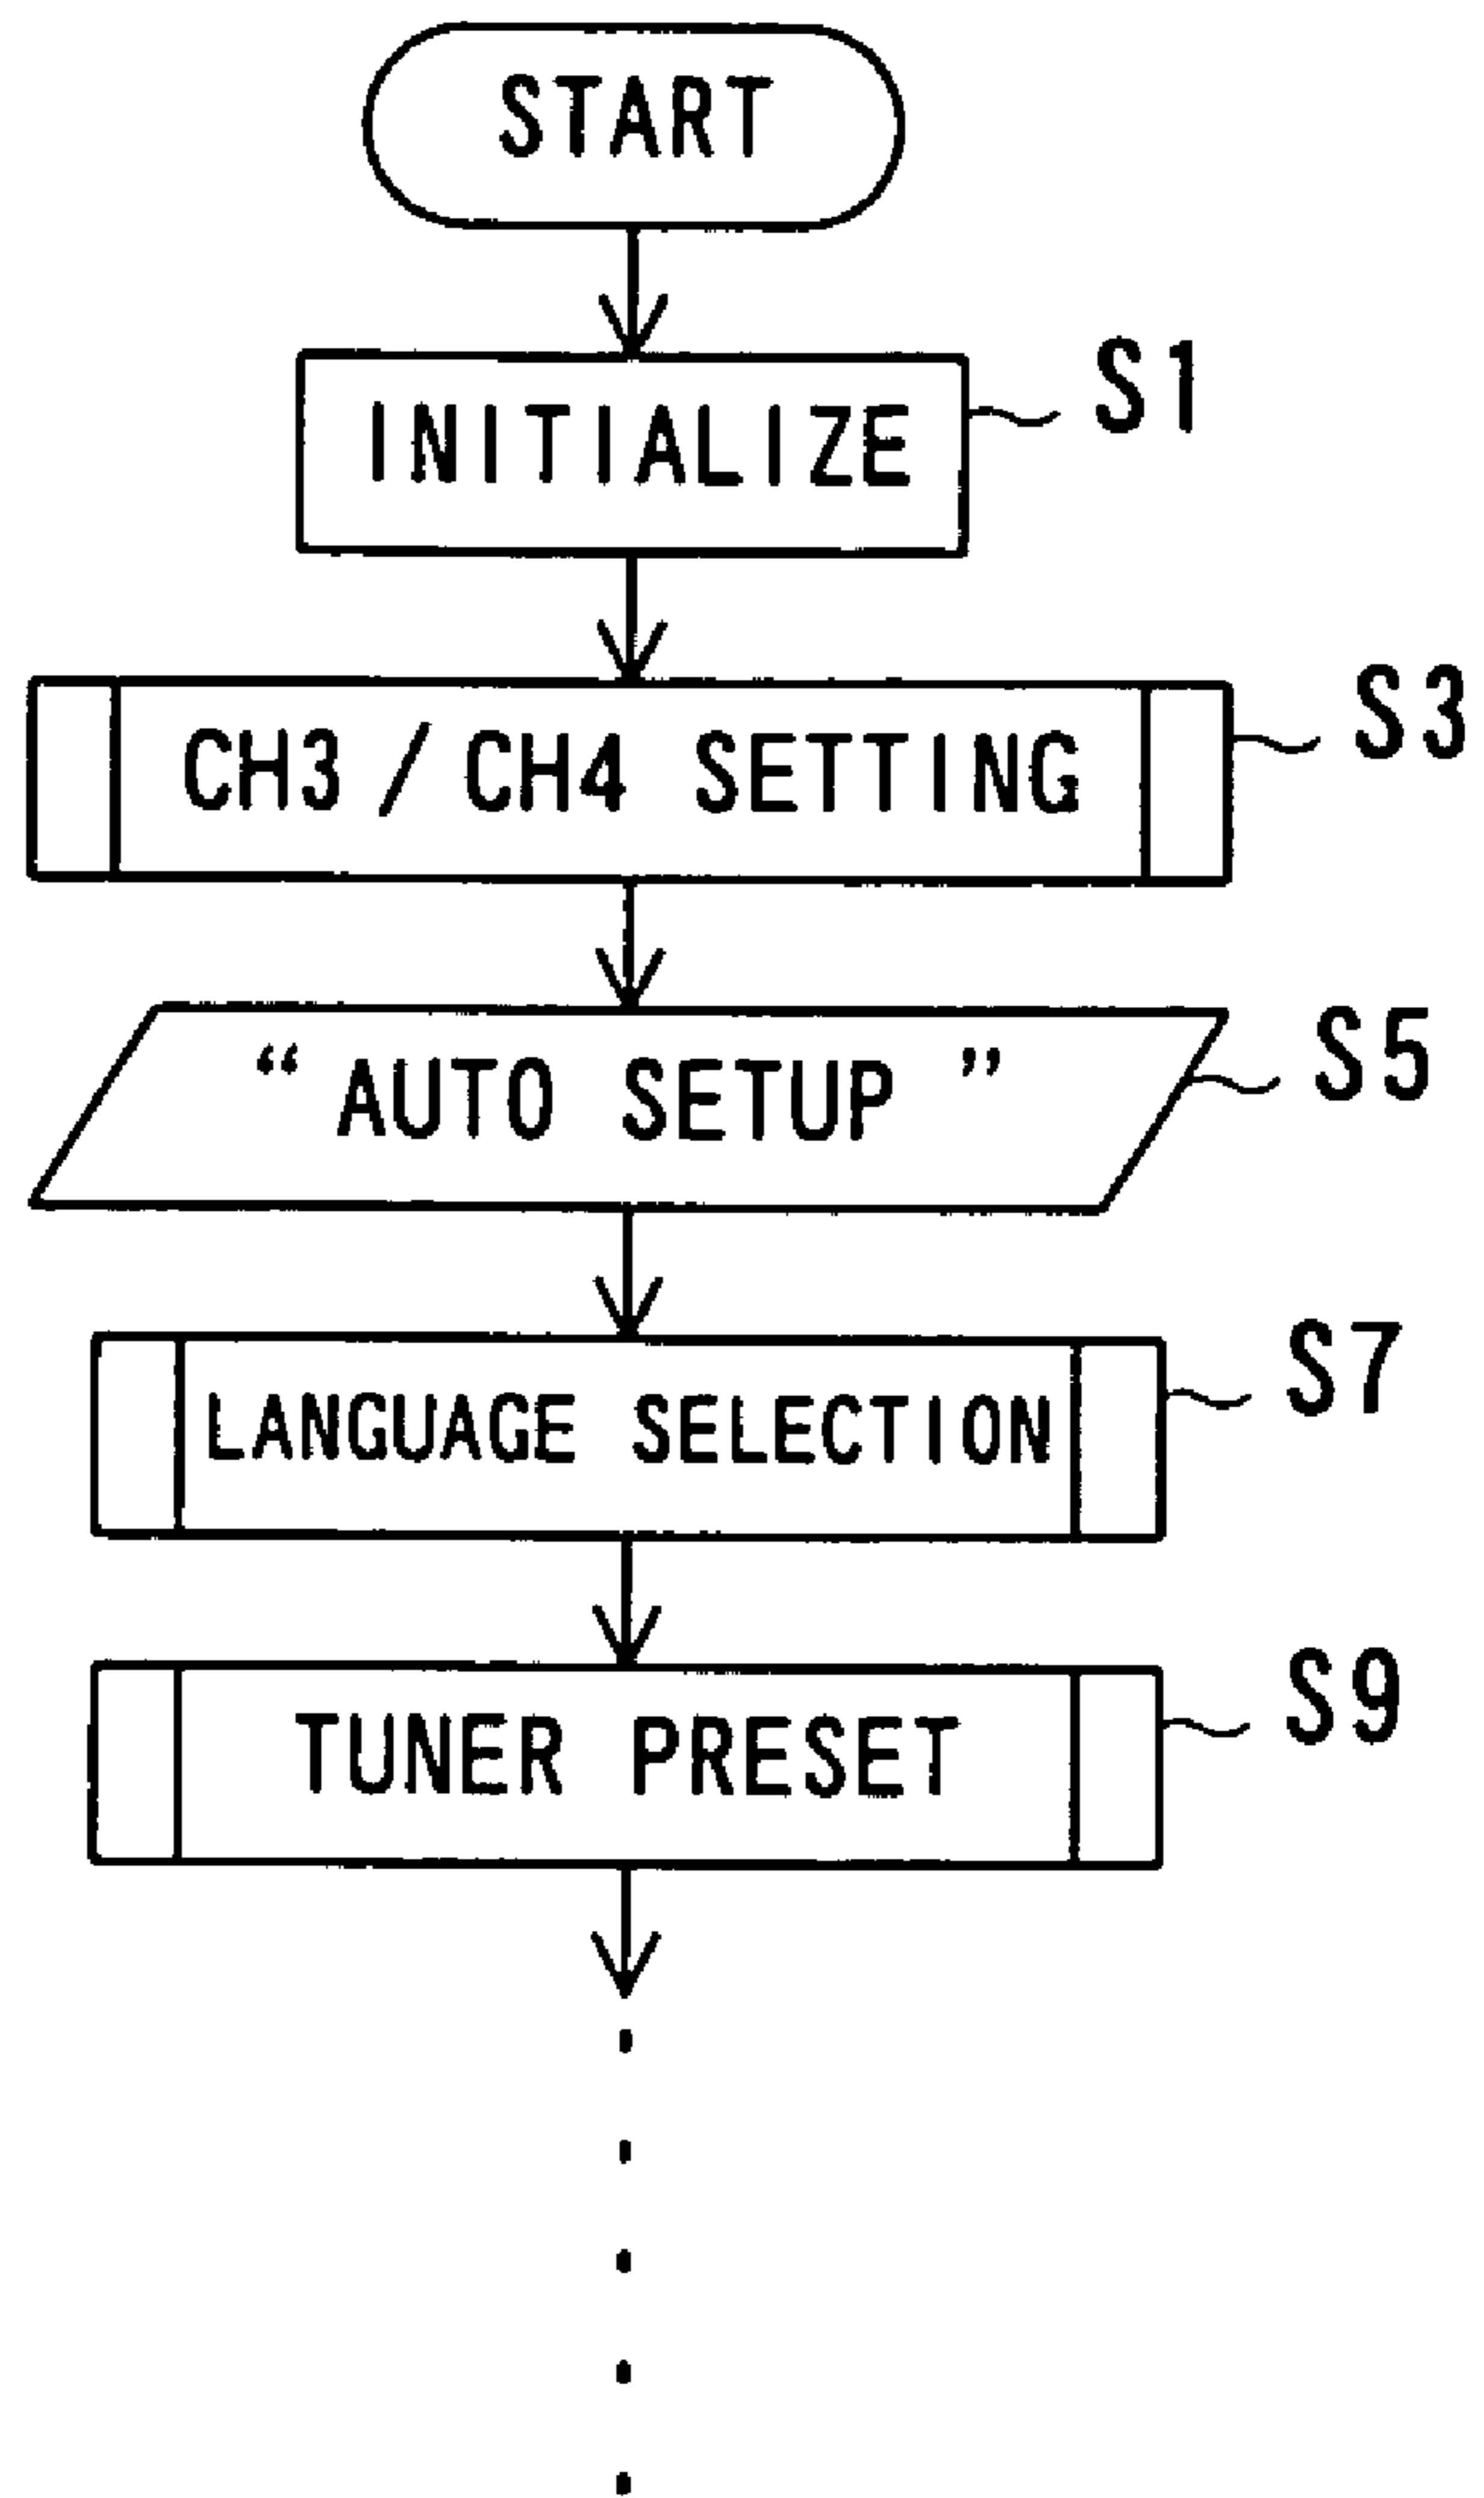 START
INITIALIZE
S1
CH3/CH4 SETTING
S3
“AUTO SETUP”
S5
LANGUAGE SELECTION
S7
TUNER PRESET
S9